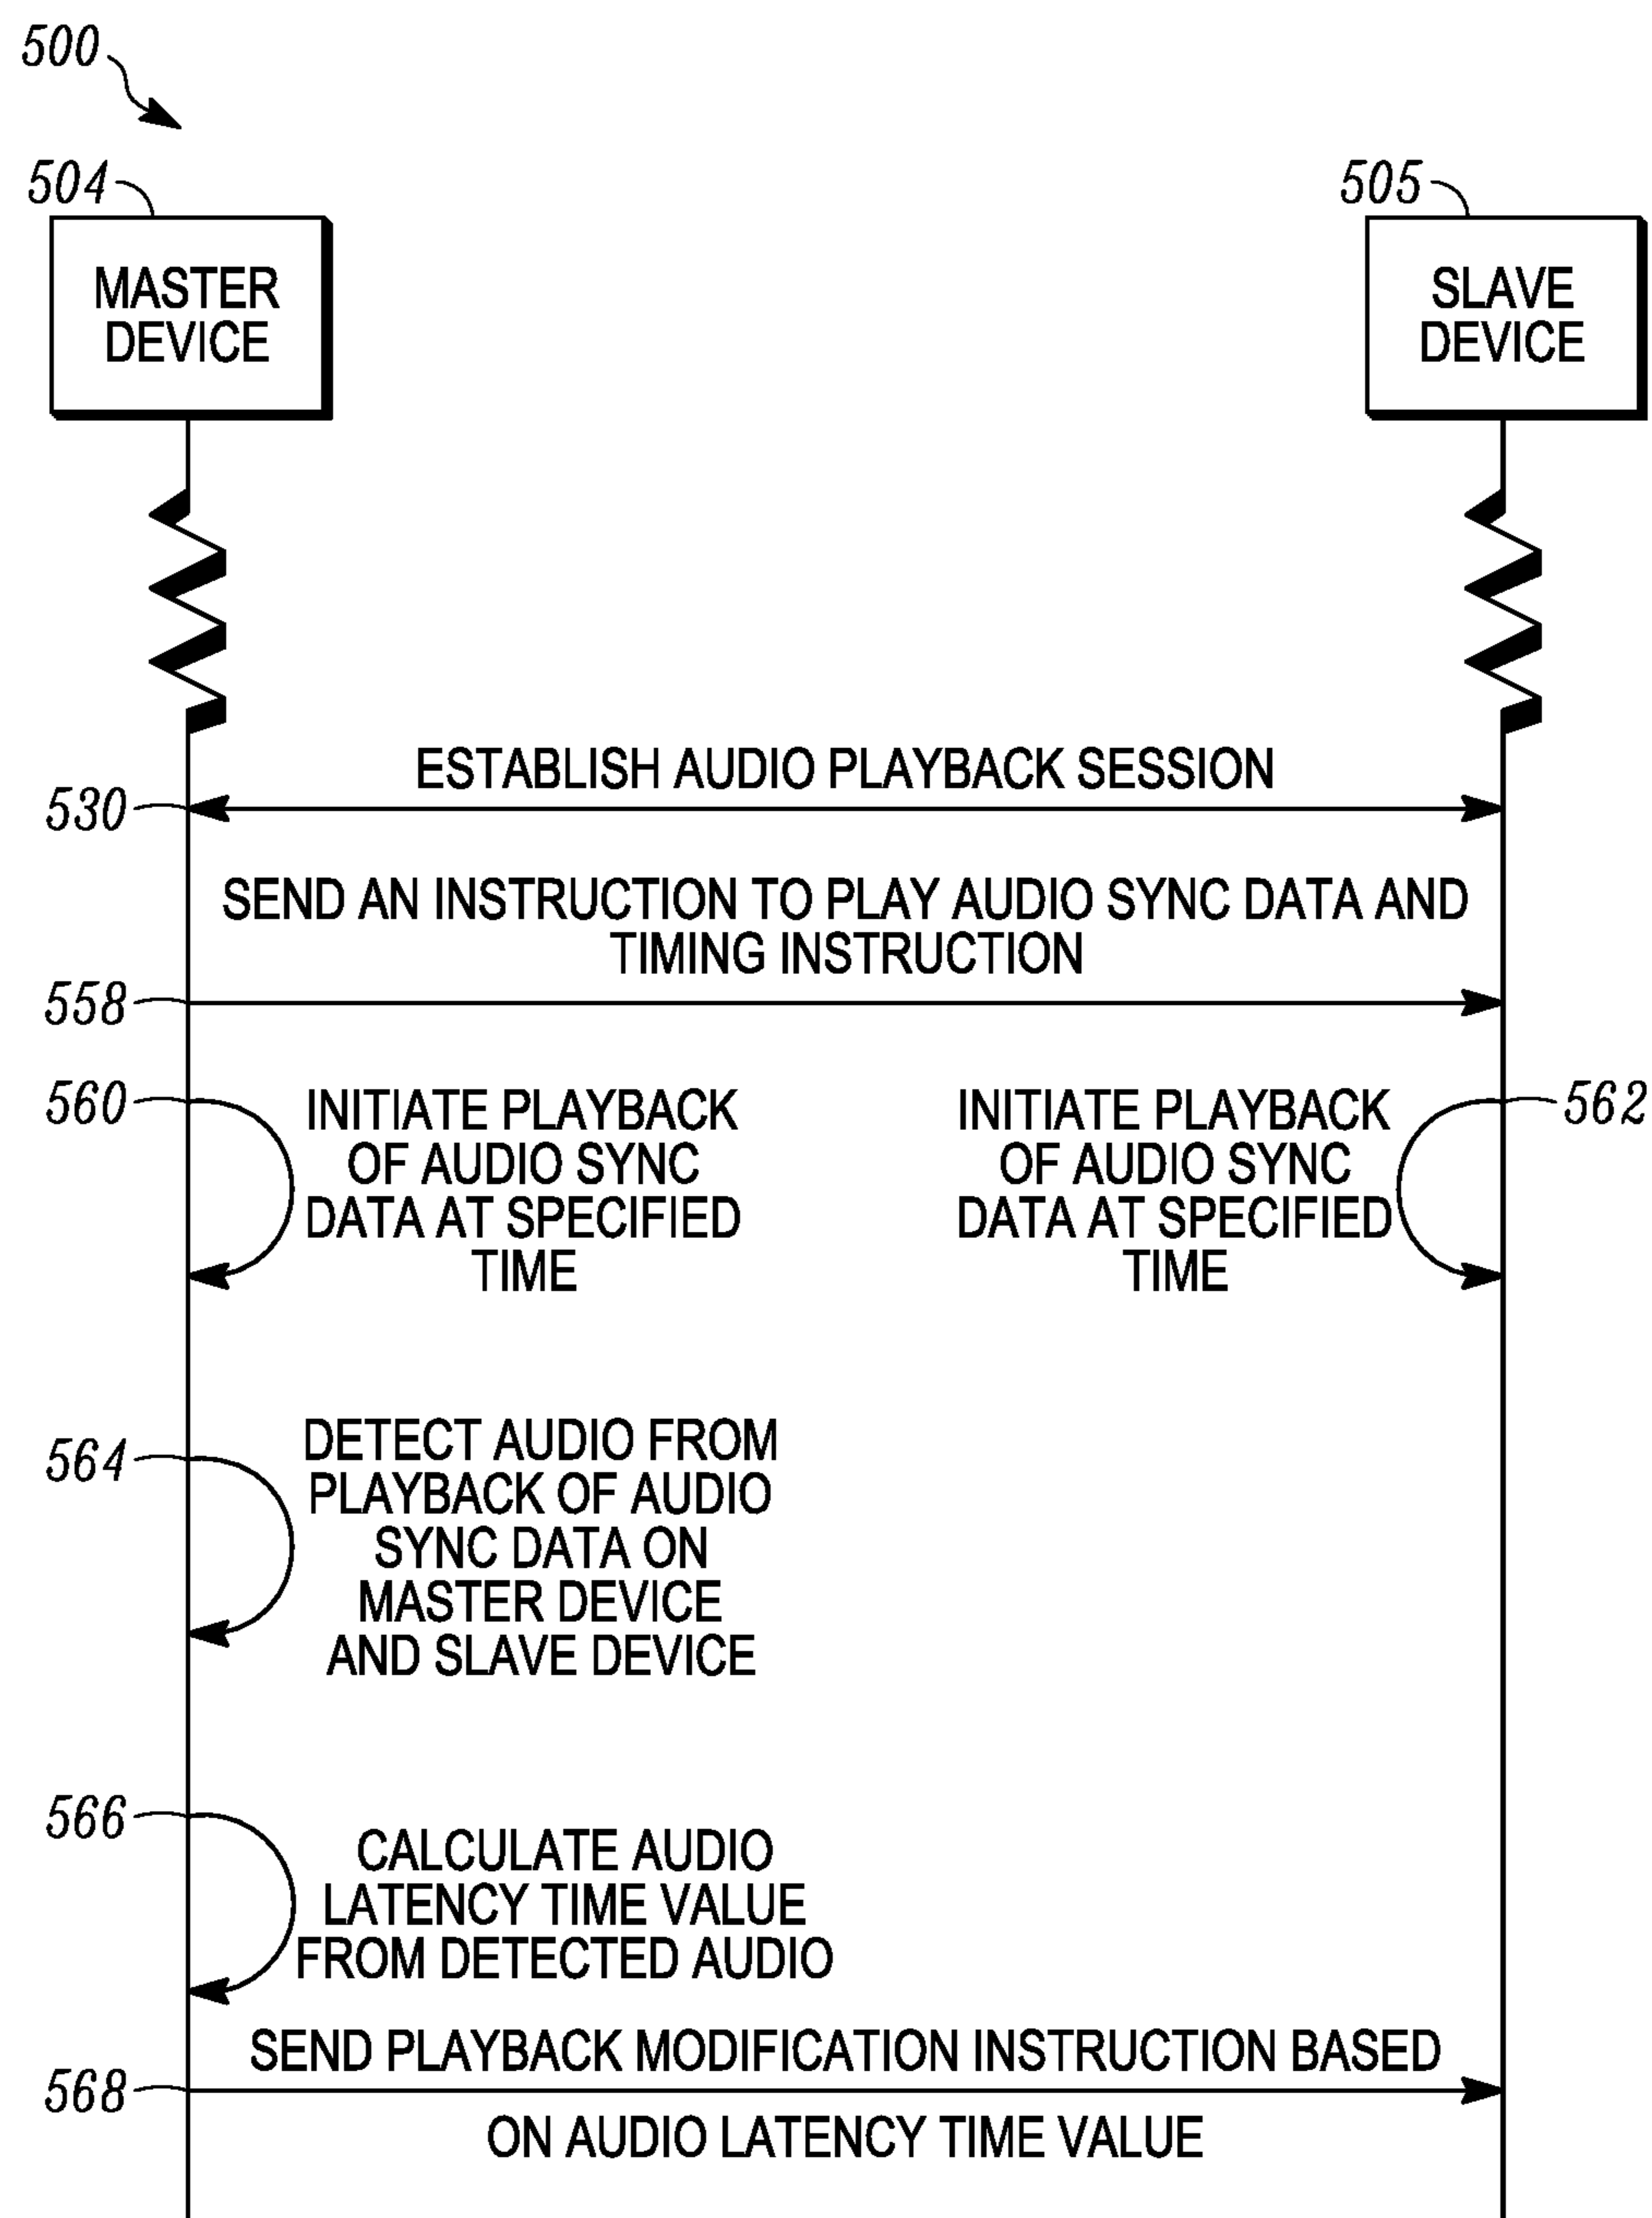 500
504
505
MASTER
DEVICE
SLAVE
DEVICE
ESTABLISH AUDIO PLAYBACK SESSION
530
SEND AN INSTRUCTION TO PLAY AUDIO SYNC DATA AND
TIMING INSTRUCTION
558
560
INITIATE PLAYBACK
OF AUDIO SYNC
DATA AT SPECIFIED
TIME
INITIATE PLAYBACK
OF AUDIO SYNC
DATA AT SPECIFIED
TIME
562
564
DETECT AUDIO FROM
PLAYBACK OF AUDIO
SYNC DATA ON
MASTER DEVICE
AND SLAVE DEVICE
566
CALCULATE AUDIO
LATENCY TIME VALUE
FROM DETECTED AUDIO
SEND PLAYBACK MODIFICATION INSTRUCTION BASED
568
ON AUDIO LATENCY TIME VALUE